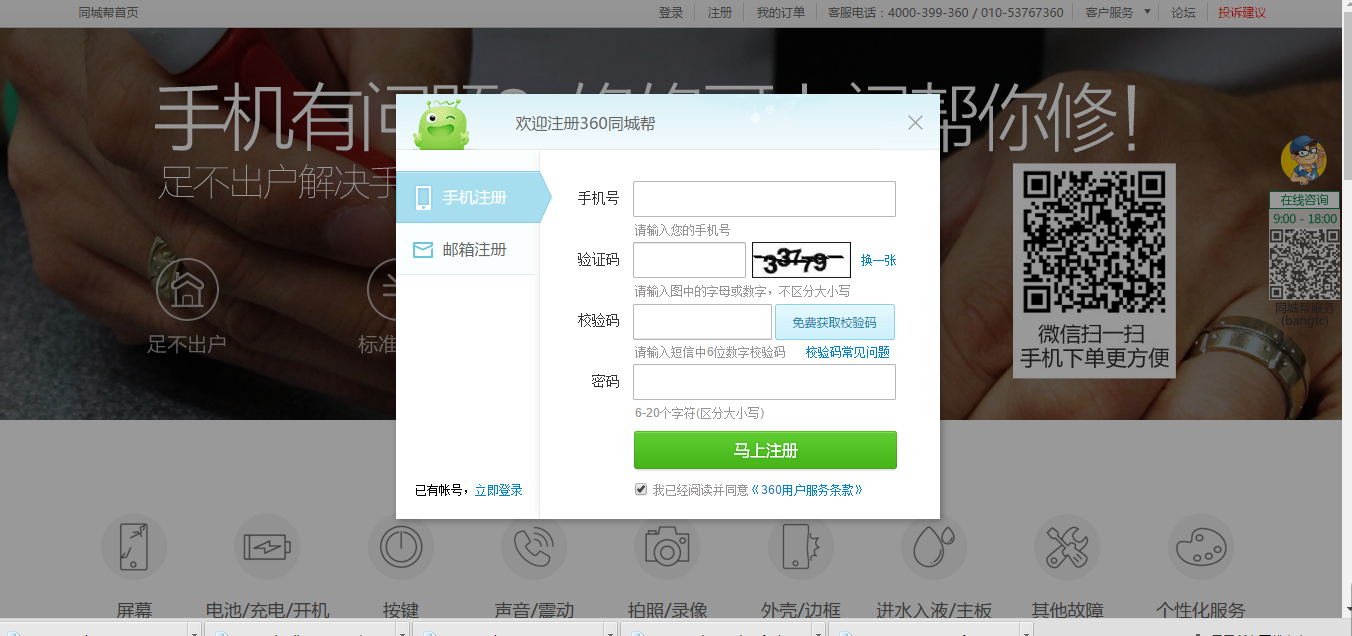 同城帮首页
登录 注册 我的订单 客服电话：4000-399-360 / 010-53767360 客户服务 论坛 投诉建议
手机有问
帮你修!
足不出户解决手
欢迎注册360同城帮
手机注册
邮箱注册
手机号
请输入您的手机号
验证码 33779 换一张
请输入图中的字母或数字，不区分大小写
校验码 免费获取校验码
请输入短信中6位数字校验码 校验码常见问题
密码
6-20个字符(区分大小写)
马上注册
我已经阅读并同意《360用户服务条款》
已有帐号，立即登录
足不出户
标准
微信扫一扫
手机下单更方便
在线咨询
9:00 - 18:00
同城帮服务
(bangtc)
屏幕 电池/充电/开机 按键 声音/震动 拍照/录像 外壳/边框 进水入液/主板 其他故障 个性化服务